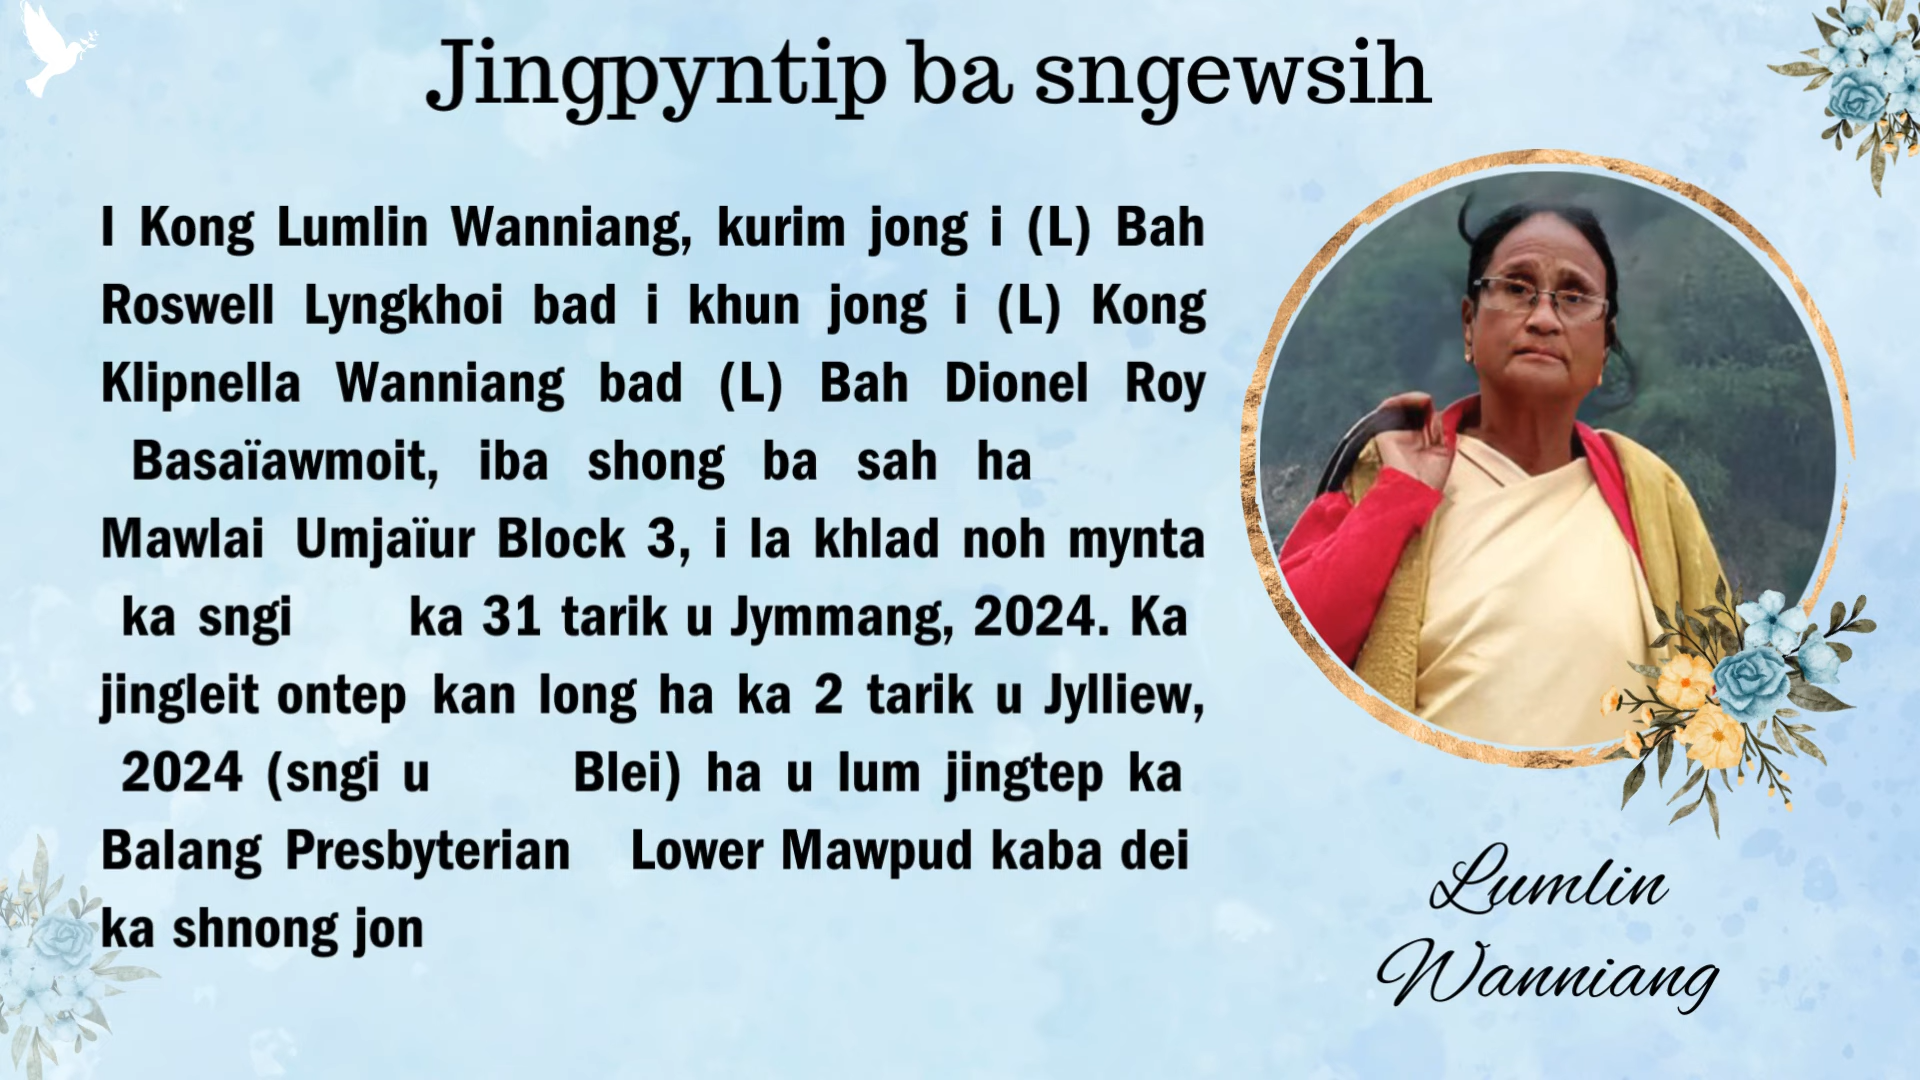 Jingpyntip ba sngewsih
I Kong Lumlin Wanniang, kurim jong i (L) Bah
Roswell Lyngkhoi bad i khun jong i (L) Kong
Klipnella Wanniang bad (L) Bah Dionel Roy
Basaïawmoit, iba shong ba sah ha
Mawlai Umjaïur Block 3, i la khlad noh mynta
ka sngi ka 31 tarik u Jymmang, 2024. Ka
jingleit ontep kan long ha ka 2 tarik u Jylliew,
2024 (sngi u Blei) ha u lum jingtep ka
Balang Presbyterian Lower Mawpud kaba dei
ka shnong jon
Lumlin
Wanniang